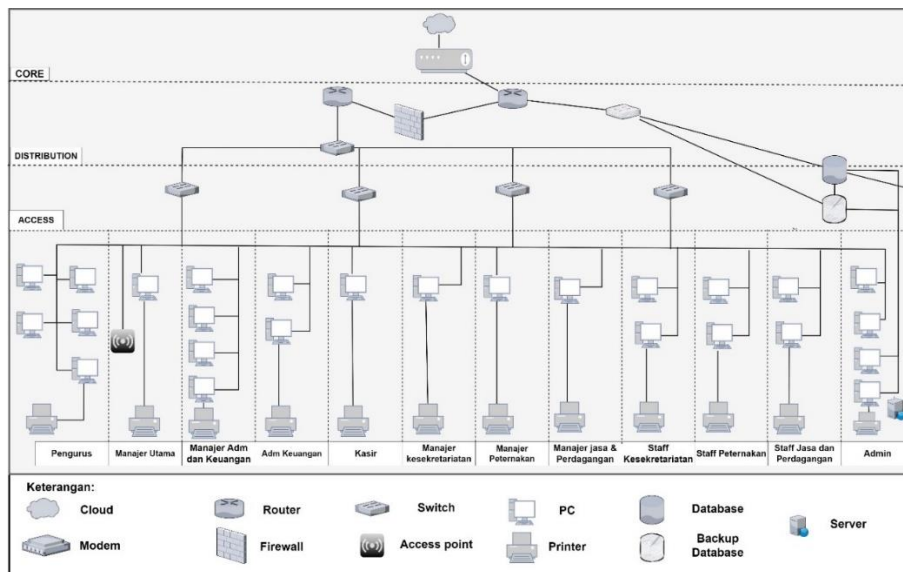 CORE
DISTRIBUTION
ACCESS
Pengurus
Manajer Utama
Manajer Adm
dan Keuangan
Adm Keuangan
Kasir
Manajer
kesekretariatan
Manajer
Peternakan
Manajer jasa &
Perdagangan
Staff
Kesekretariatan
Staff Peternakan
Staff Jasa dan
Perdagangan
Admin
Keterangan:
Cloud
Router
Switch
PC
Database
Server
Modem
Firewall
Access point
Printer
Backup
Database